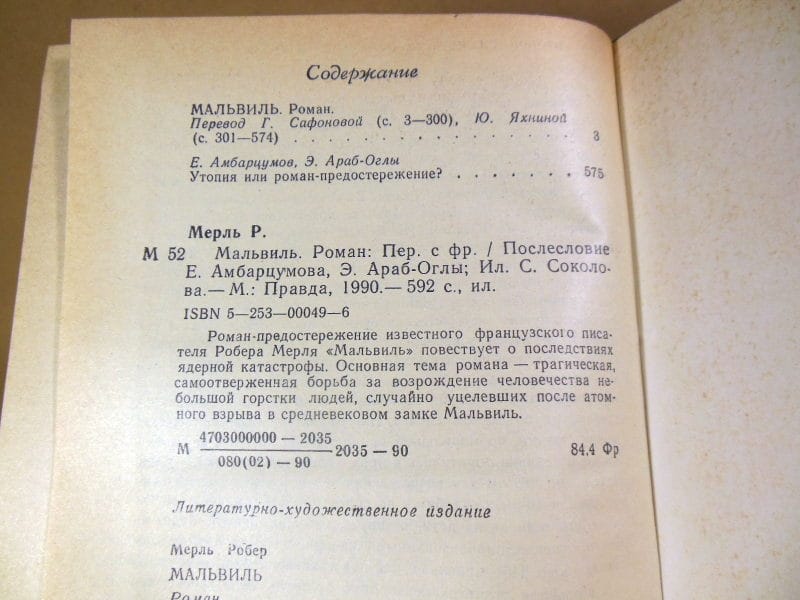 Содержание
МАЛЬВИЛЬ. Роман.
Перевод Г. Сафоновой (с. 3—300), Ю. Яхниной
(с. 301—574) . . . . . . . . . . . . . . . . 3
Е. Амбарцумов, Э. Араб-Оглы
Утопия или роман-предостережение? . . . . . . . 575
Мерль Р.
М 52 Мальвиль. Роман: Пер. с фр. / Послесловие
Е. Амбарцумова, Э. Араб-Оглы; Ил. С. Соколо-
ва.— М.: Правда, 1990.— 592 с., ил.
ISBN 5—253—00049—6
Роман-предостережение известного французского писа-
теля Робера Мерля «Мальвиль» повествует о последствиях
ядерной катастрофы. Основная тема романа — трагическая,
самоотверженная борьба за возрождение человечества не-
большой горстки людей, случайно уцелевших после атом-
ного взрыва в средневековом замке Мальвиль.
4703000000 — 2035
М 2035 — 90 84.4 Фр
080(02) — 90
Литературно-художественное издание
Мерль Робер
МАЛЬВИЛЬ
Роман